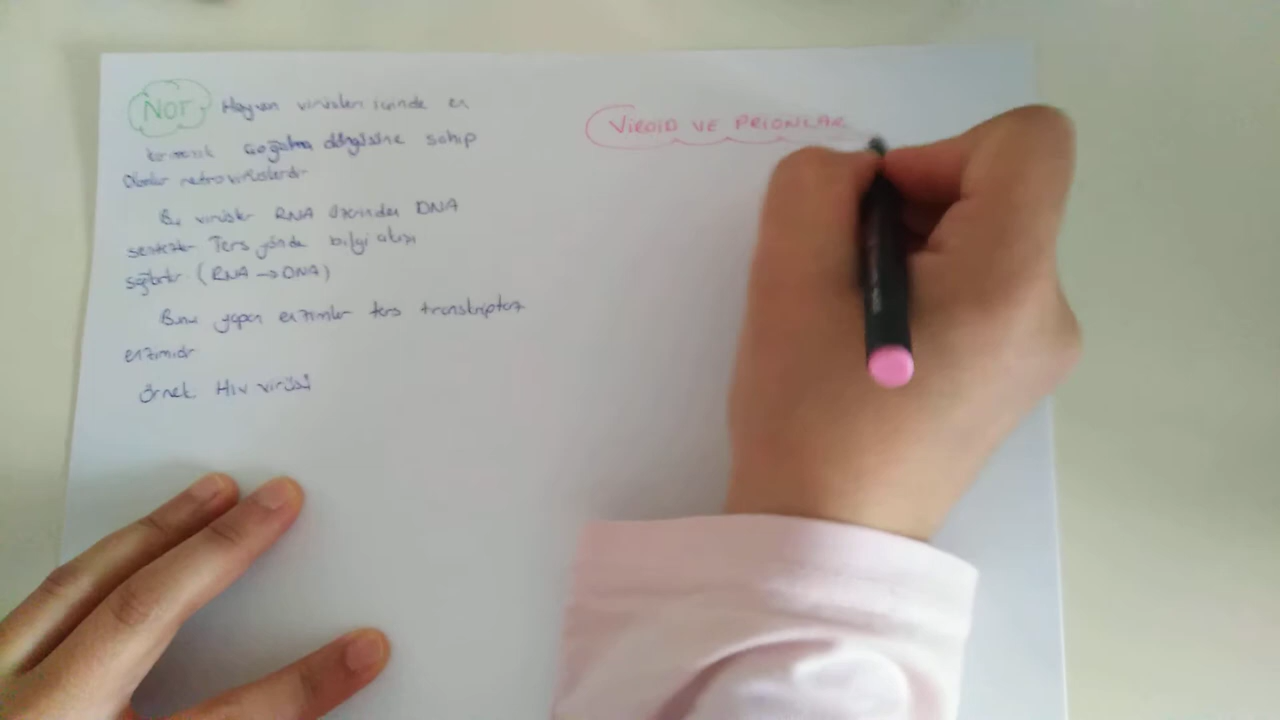 NOT Hayvan virüsleri içinde en
karmaşık çoğalma döngüsüne sahip
Olanlar retrovirüslerdir
Bu virüsler RNA üzerinden DNA
sentezler Ters yönde bilgi akışı
sağlarlar (RNA → DNA)
Bunu yapan enzimler ters transkriptaz
enzimidir
Örnek HIV virüsü
VİROİD VE PRİONLAR